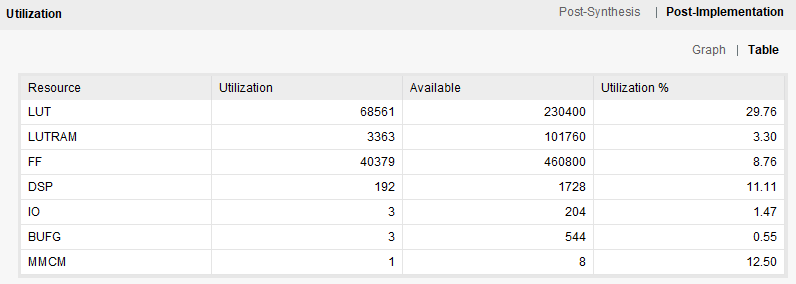 Utilization Post-Synthesis | Post-Implementation
Graph | Table
Resource Utilization Available Utilization %
LUT 68561 230400 29.76
LUTRAM 3363 101760 3.30
FF 40379 460800 8.76
DSP 192 1728 11.11
IO 3 204 1.47
BUFG 3 544 0.55
MMCM 1 8 12.50